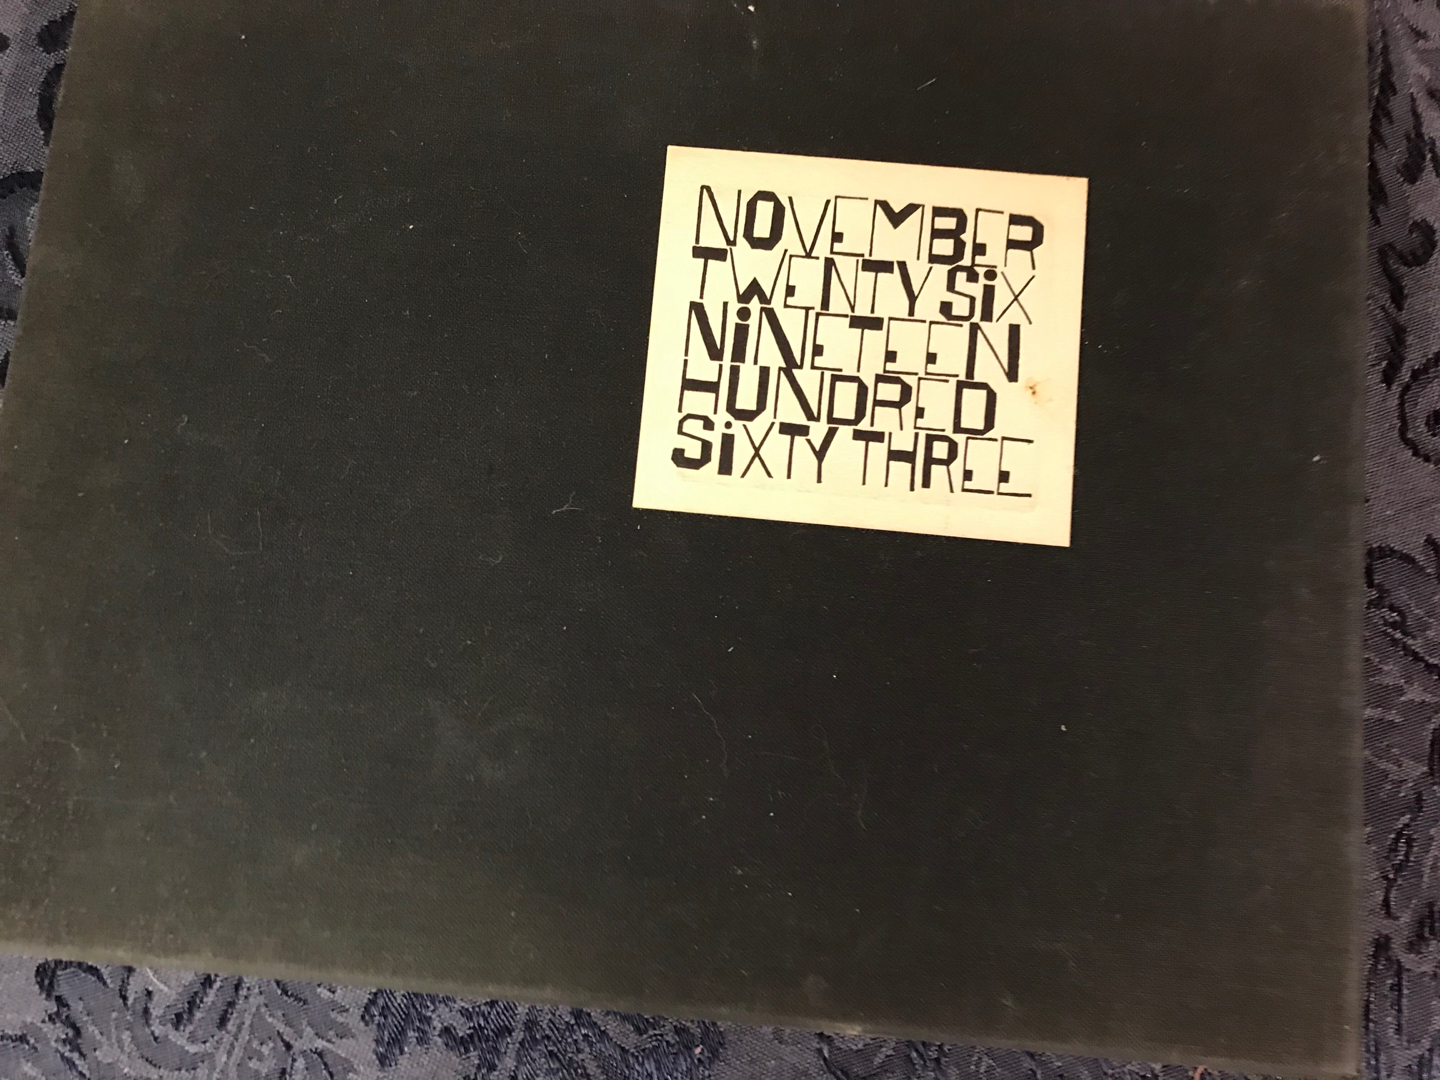 NOVEMBER
TWENTY SiX
NiNETEEN
HUNDRED
SiXTY THREE